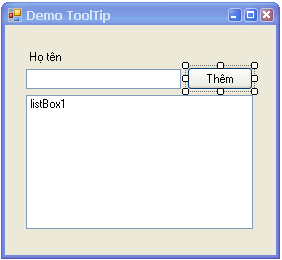 Demo ToolTip
Họ tên
Thêm
listBox1